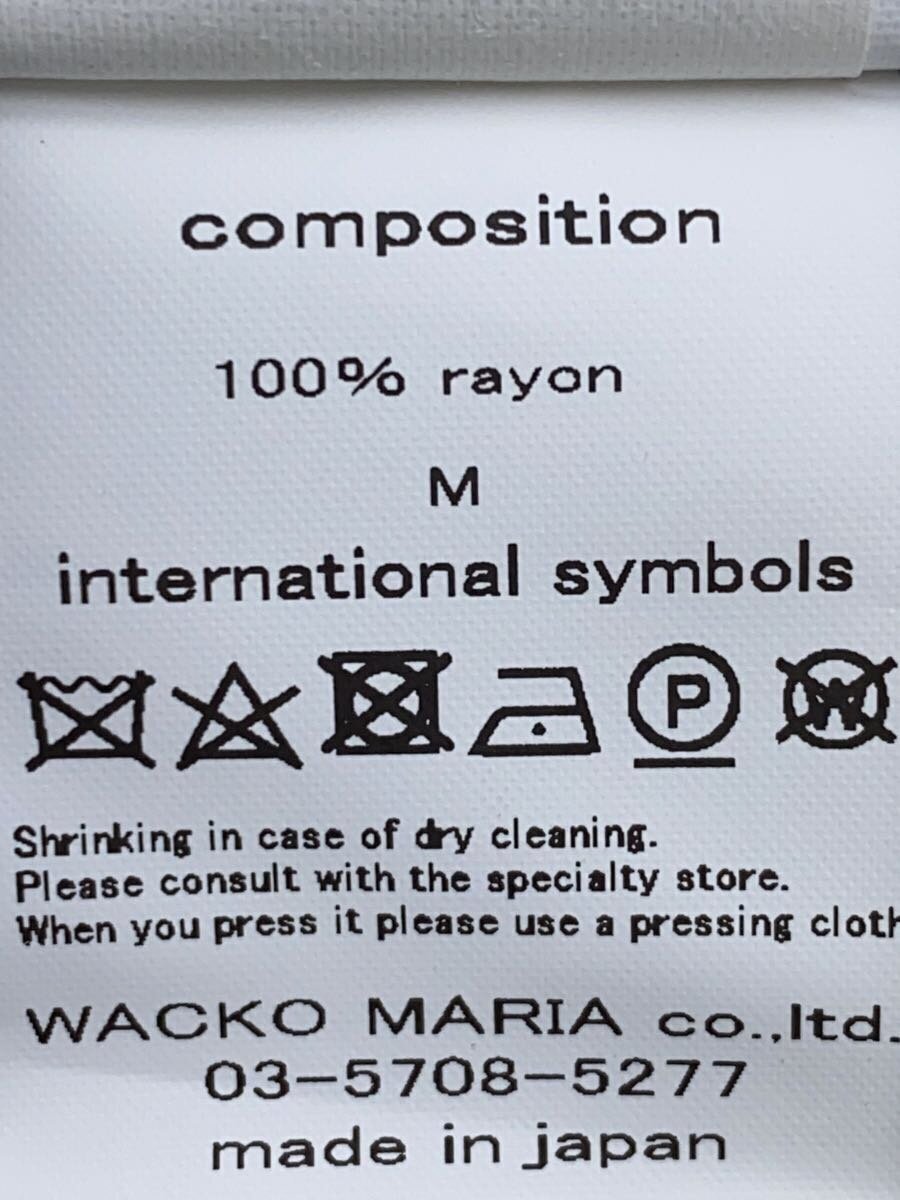 composition
100% rayon
M
international symbols
P W
Shrinking in case of dry cleaning.
Please consult with the specialty store.
When you press it please use a pressing cloth
WACKO MARIA co.,ltd.
03-5708-5277
made in japan